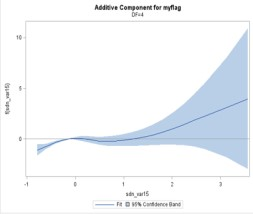 Additive Component for myflag
DF=4
10
5
0
-1
0
1
2
3
f(sdn_var15)
sdn_var15
Fit
95% Confidence Band